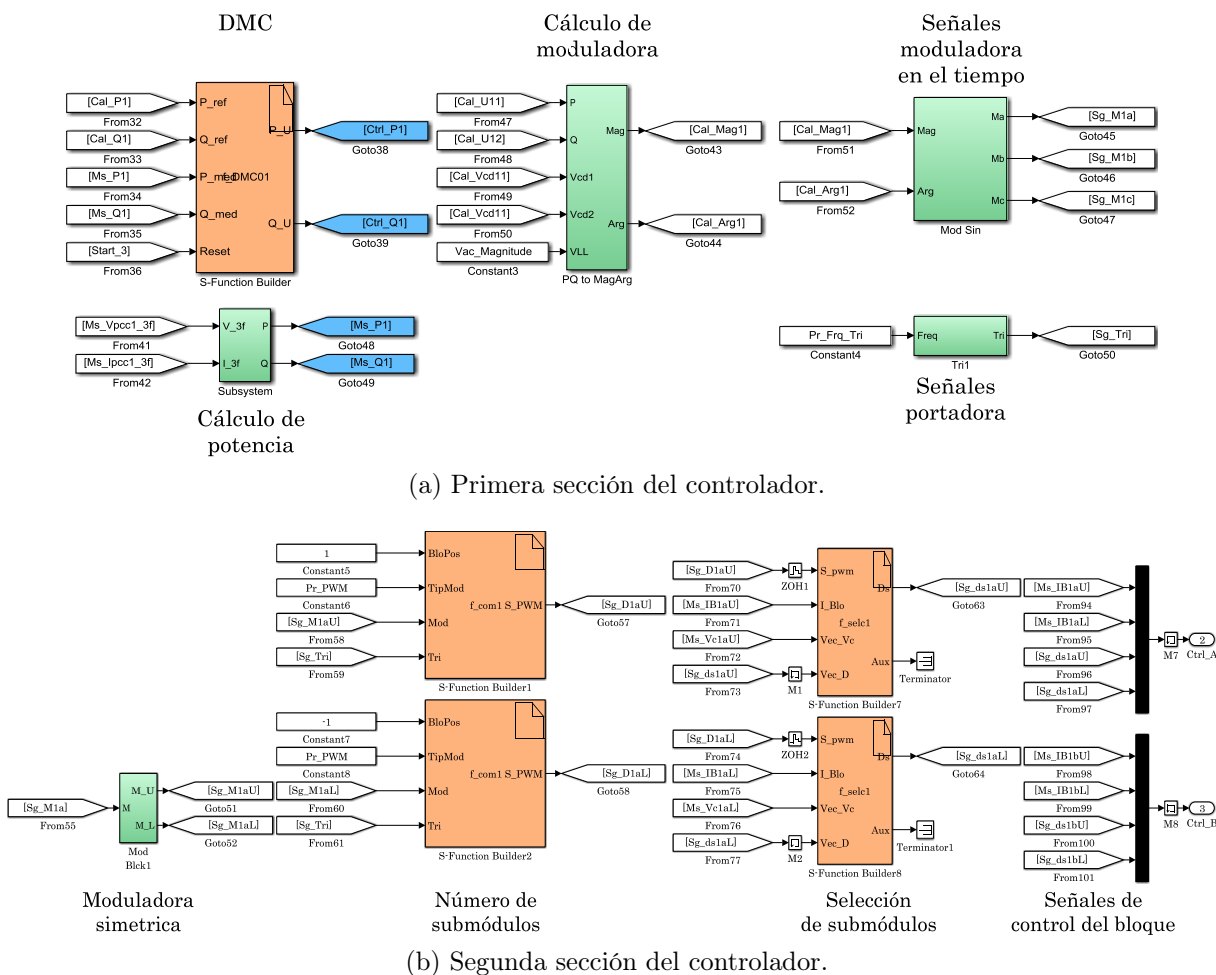 DMC
[Cal_P1]
From32
[Cal_Q1]
From33
[Ms_P1]
From34
[Ms_Q1]
From35
[Start_3]
From36
P_ref
Q_ref
P_med
f_DMC01
Q_med
Reset
P_U
Q_U
S-Function Builder
[Ctrl_P1]
Goto38
[Ctrl_Q1]
Goto39
[Ms_Vpcc1_3f]
From41
[Ms_Ipcc1_3f]
From42
V_3f
P
I_3f
Q
Subsystem
[Ms_P1]
Goto48
[Ms_Q1]
Goto49
Cálculo de
potencia
Cálculo de
moduladora
[Cal_U11]
From47
[Cal_U12]
From48
[Cal_Vcd11]
From49
[Cal_Vcd11]
From50
Vac_Magnitude
Constant3
P
Q
Vcd1
Vcd2
VLL
Mag
Arg
PQ to MagArg
[Cal_Mag1]
Goto43
[Cal_Arg1]
Goto44
Señales
moduladora
en el tiempo
[Cal_Mag1]
From51
[Cal_Arg1]
From52
Mag
Arg
Ma
Mb
Mc
Mod Sin
[Sg_M1a]
Goto45
[Sg_M1b]
Goto46
[Sg_M1c]
Goto47
Pr_Frq_Tri
Constant4
Freq
Tri
Tri1
[Sg_Tri]
Goto50
Señales
portadora
(a) Primera sección del controlador.
[Sg_M1a]
From55
M
M_U
M_L
Mod
Blck1
[Sg_M1aU]
Goto51
[Sg_M1aL]
Goto52
Moduladora
simetrica
1
Constant5
Pr_PWM
Constant6
[Sg_M1aU]
From58
[Sg_Tri]
From59
BloPos
TipMod
Mod
Tri
f_com1 S_PWM
S-Function Builder1
[Sg_D1aU]
Goto57
-1
Constant7
Pr_PWM
Constant8
[Sg_M1aL]
From60
[Sg_Tri]
From61
BloPos
TipMod
Mod
Tri
f_com1 S_PWM
S-Function Builder2
[Sg_D1aL]
Goto58
Número de
submódulos
[Sg_D1aU]
From70
ZOH1
[Ms_IB1aU]
From71
[Ms_Vc1aU]
From72
[Sg_ds1aU]
From73
M1
S_pwm
I_Blo
Vec_Vc
Vec_D
Ds
f_selc1
Aux
S-Function Builder7
Terminator
[Sg_ds1aU]
Goto63
[Sg_D1aL]
From74
ZOH2
[Ms_IB1aL]
From75
[Ms_Vc1aL]
From76
[Sg_ds1aL]
From77
M2
S_pwm
I_Blo
Vec_Vc
Vec_D
Ds
f_selc1
Aux
S-Function Builder8
Terminator1
[Sg_ds1aL]
Goto64
Selección
de submódulos
[Ms_IB1aU]
From94
[Ms_IB1aL]
From95
[Sg_ds1aU]
From96
[Sg_ds1aL]
From97
M7
2
Ctrl_A
[Ms_IB1bU]
From98
[Ms_IB1bL]
From99
[Sg_ds1bU]
From100
[Sg_ds1bL]
From101
M8
3
Ctrl_B
Señales de
control del bloque
(b) Segunda sección del controlador.